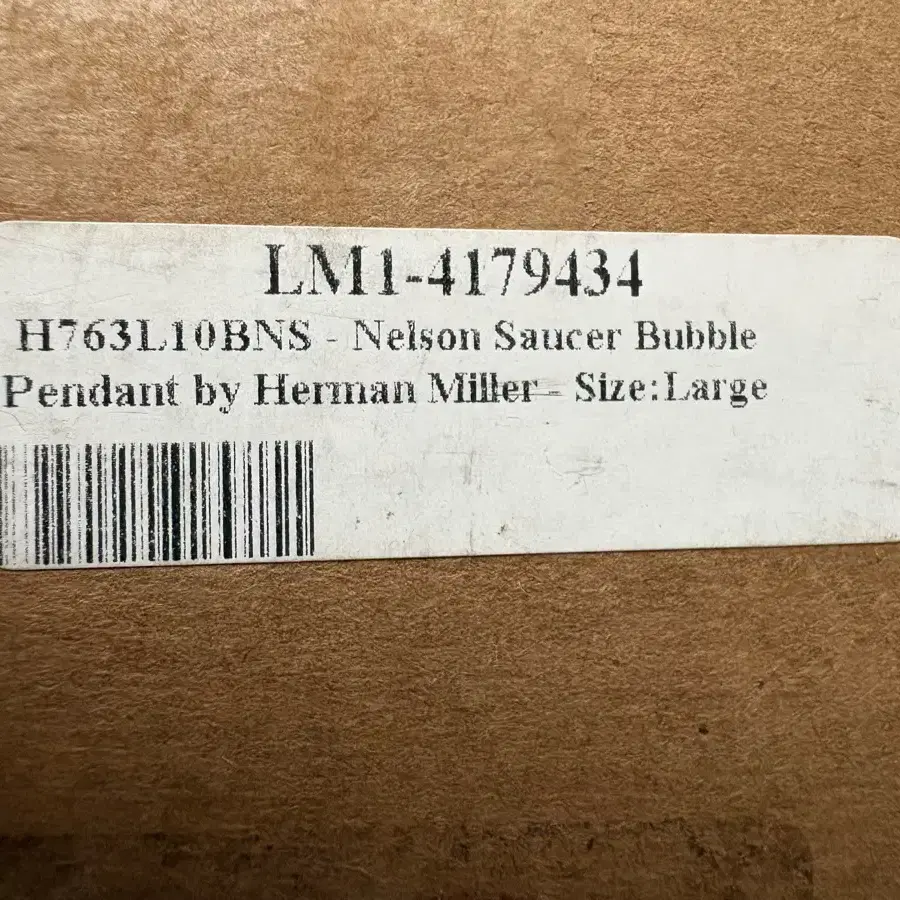 LM1-4179434
H763L10BNS - Nelson Saucer Bubble
Pendant by Herman Miller - Size:Large